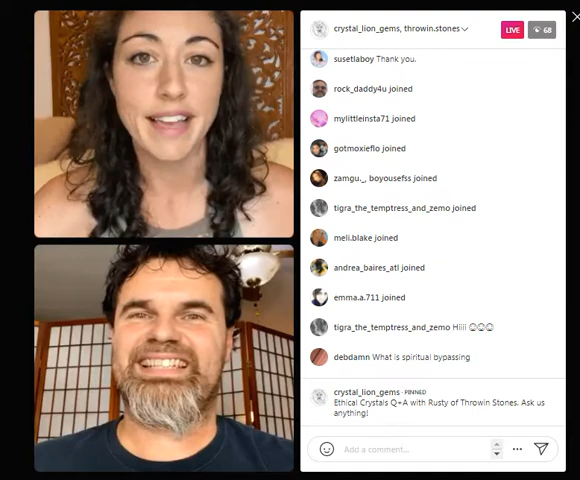 crystal_lion_gems, throwin.stones
LIVE
68
susetlaboy Thank you.
rock_daddy4u joined
mylittleinsta71 joined
gotmoxieflo joined
zamgu._, boyousefss joined
tigra_the_temptress_and_zemo joined
meli.blake joined
andrea_baires_atl joined
emma.a.711 joined
tigra_the_temptress_and_zemo Hiiii
debdamn What is spiritual bypassing
crystal_lion_gems · PINNED
Ethical Crystals Q+A with Rusty of Throwin Stones. Ask us
anything!
Add a comment...